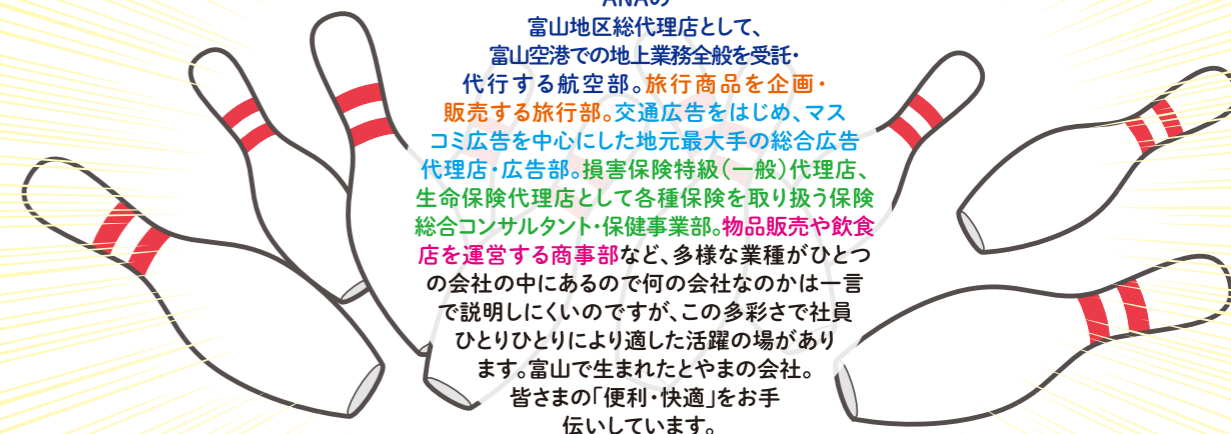 ANAの
富山地区総代理店として、
富山空港での地上業務全般を受託・
代行する航空部。旅行商品を企画・
販売する旅行部。交通広告をはじめ、マス
コミ広告を中心にした地元最大手の総合広告
代理店・広告部。損害保険特級(一般)代理店、
生命保険代理店として各種保険を取り扱う保険
総合コンサルタント・保健事業部。物品販売や飲食
店を運営する商事部など、多様な業種がひとつ
の会社の中にあるので何の会社なのかは一言
で説明しにくいのですが、この多彩さで社員
ひとりひとりにより適した活躍の場があり
ます。富山で生まれたとやまの会社。
皆さまの「便利・快適」をお手
伝いしています。